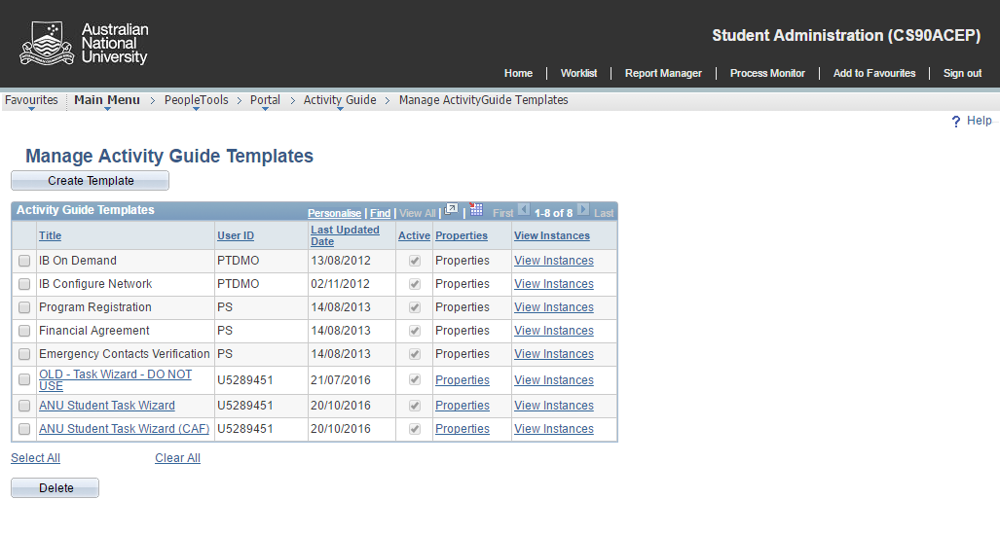 Australian
National
University
Student Administration (CS90ACEP)
Home | Worklist | Report Manager | Process Monitor | Add to Favourites | Sign out
Favourites Main Menu > PeopleTools > Portal > Activity Guide > Manage ActivityGuide Templates
? Help
Manage Activity Guide Templates
Create Template
Activity Guide Templates Personalise | Find | View All | | First 1-8 of 8 Last
Title User ID Last Updated Date Active Properties View Instances
IB On Demand PTDMO 13/08/2012 Properties View Instances
IB Configure Network PTDMO 02/11/2012 Properties View Instances
Program Registration PS 14/08/2013 Properties View Instances
Financial Agreement PS 14/08/2013 Properties View Instances
Emergency Contacts Verification PS 14/08/2013 Properties View Instances
OLD - Task Wizard - DO NOT USE U5289451 21/07/2016 Properties View Instances
ANU Student Task Wizard U5289451 20/10/2016 Properties View Instances
ANU Student Task Wizard (CAF) U5289451 20/10/2016 Properties View Instances
Select All Clear All
Delete